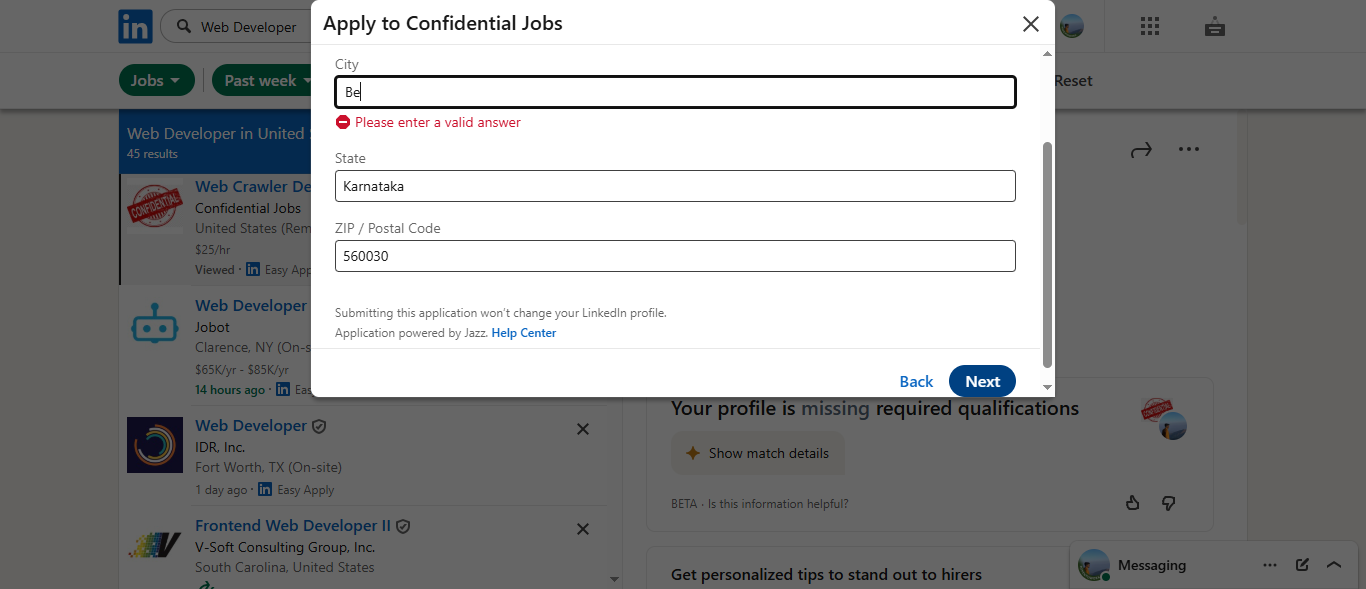 in
Web Developer
Apply to Confidential Jobs
Jobs
Past week
Reset
City
Be
Please enter a valid answer
State
Karnataka
ZIP / Postal Code
560030
Submitting this application won't change your LinkedIn profile.
Application powered by Jazz. Help Center
Back
Next
Web Developer in United S
45 results
CONFIDENTIAL
Web Crawler De
Confidential Jobs
United States (Rem
$25/hr
Viewed · in Easy App
Web Developer
Jobot
Clarence, NY (On-s
$65K/yr - $85K/yr
14 hours ago · in Eas
Web Developer
IDR, Inc.
Fort Worth, TX (On-site)
1 day ago · in Easy Apply
Frontend Web Developer II
V-Soft Consulting Group, Inc.
South Carolina, United States
Your profile is missing required qualifications
CONFIDENTIAL
Show match details
BETA · Is this information helpful?
Get personalized tips to stand out to hirers
Messaging